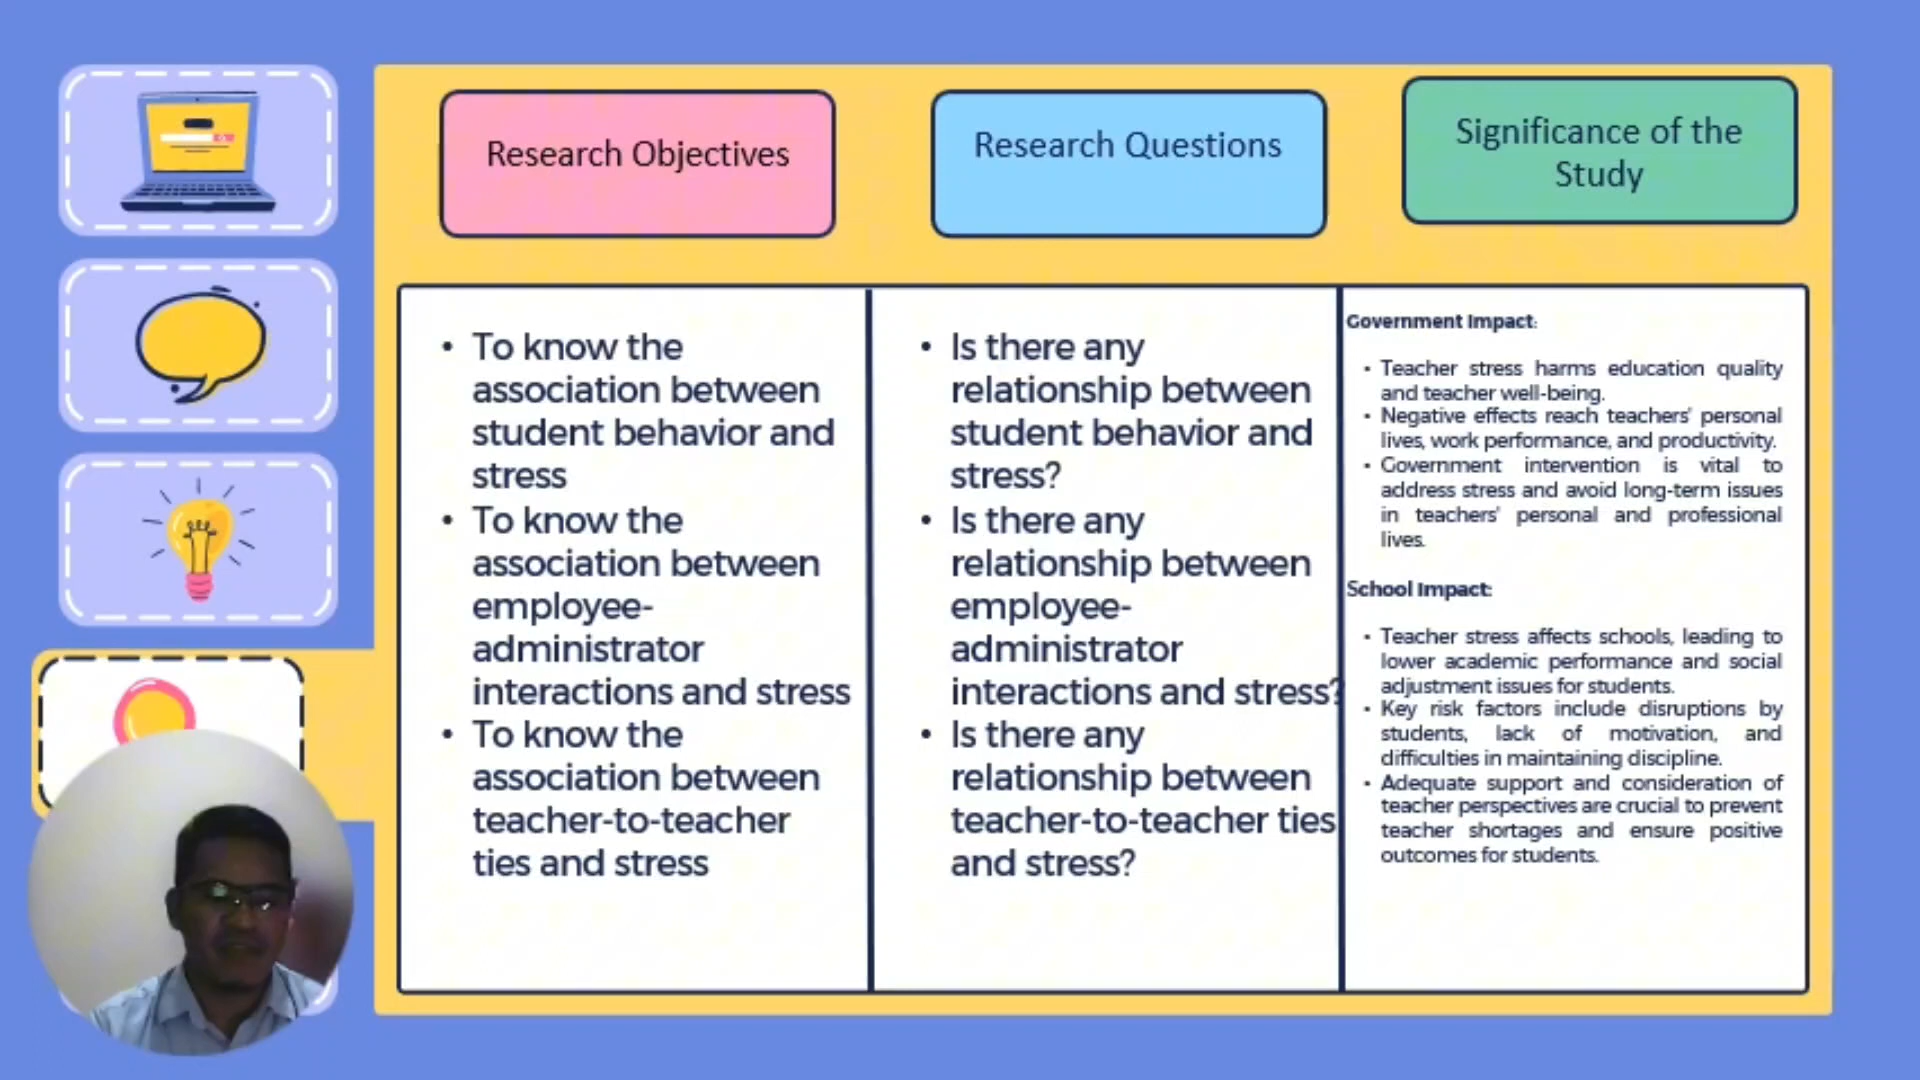 Research Objectives
Research Questions
Significance of the
Study
• To know the
association between
student behavior and
stress
• To know the
association between
employee-
administrator
interactions and stress
• To know the
association between
teacher-to-teacher
ties and stress
• Is there any
relationship between
student behavior and
stress?
• Is there any
relationship between
employee-
administrator
interactions and stress?
• Is there any
relationship between
teacher-to-teacher ties
and stress?
Government Impact:
• Teacher stress harms education quality
and teacher well-being.
• Negative effects reach teachers' personal
lives, work performance, and productivity.
• Government intervention is vital to
address stress and avoid long-term issues
in teachers' personal and professional
lives.
School Impact:
• Teacher stress affects schools, leading to
lower academic performance and social
adjustment issues for students.
• Key risk factors include disruptions by
students, lack of motivation, and
difficulties in maintaining discipline.
• Adequate support and consideration of
teacher perspectives are crucial to prevent
teacher shortages and ensure positive
outcomes for students.